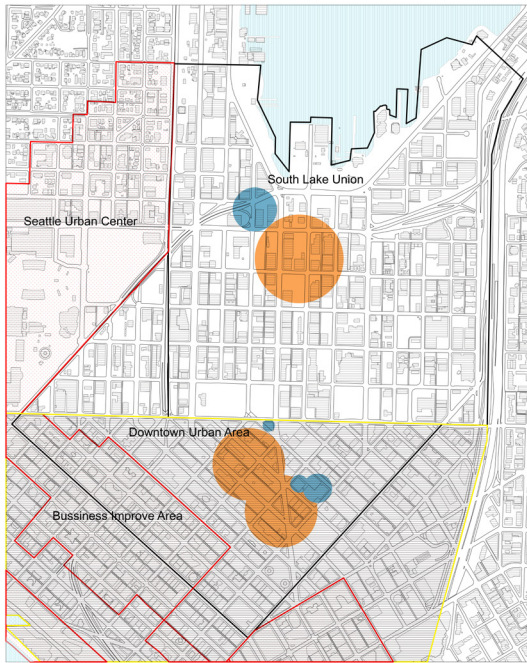 South Lake Union
Seattle Urban Center
Downtown Urban Area
Bussiness Improve Area